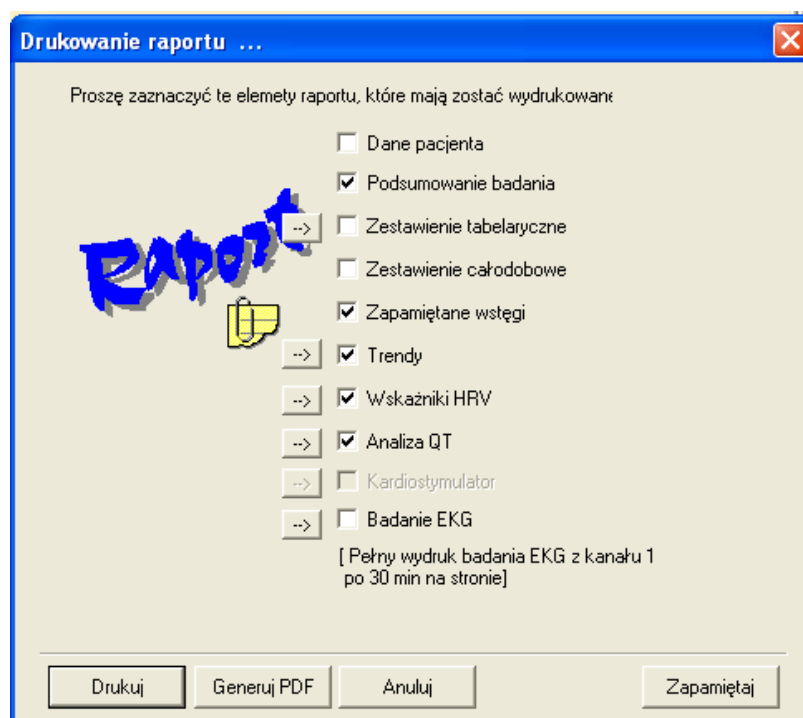 Drukowanie raportu ...
Proszę zaznaczyć te elemety raportu, które mają zostać wydrukowane
Dane pacjenta
Podsumowanie badania
Raport
--> Zestawienie tabelaryczne
Zestawienie całodobowe
Zapamiętane wstęgi
--> Trendy
--> Wskaźniki HRV
--> Analiza QT
--> Kardiostymulator
--> Badanie EKG
[ Pełny wydruk badania EKG z kanału 1
po 30 min na stronie]
Drukuj Generuj PDF Anuluj Zapamiętaj